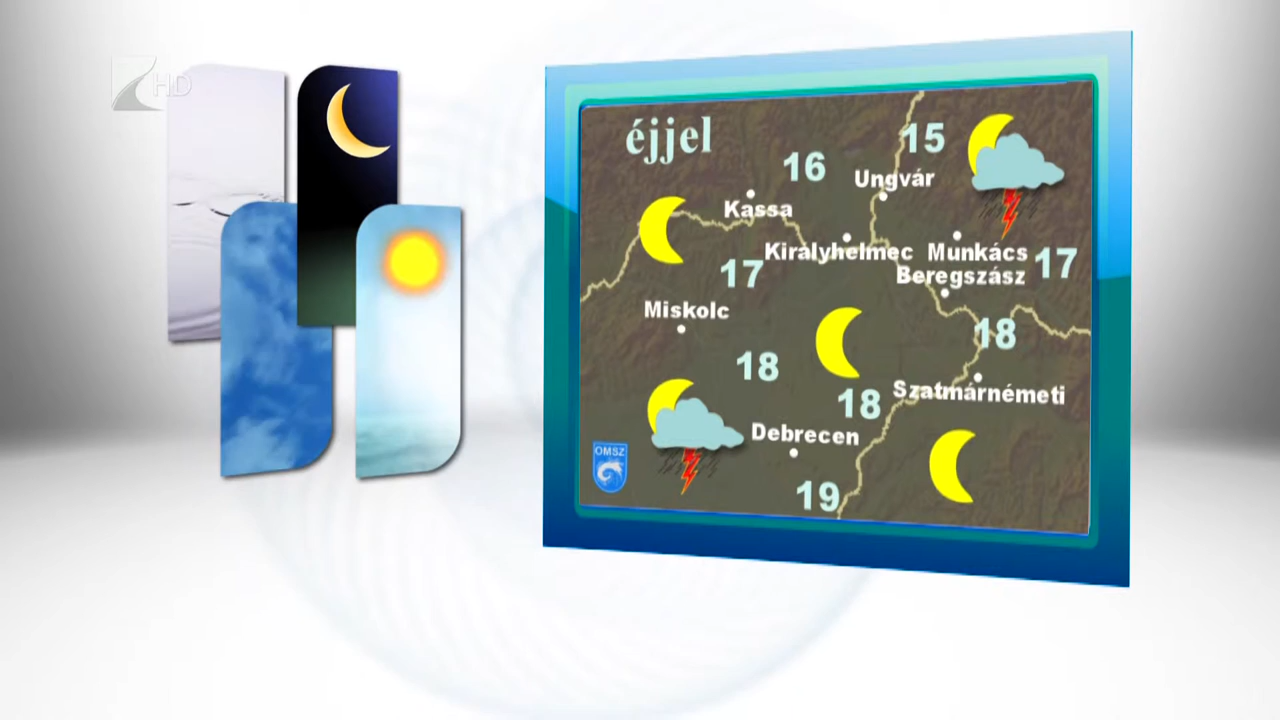 HD
éjjel
15
16
Ungvár
Kassa
Királyhelmec
Munkács
17
17
Beregszász
Miskolc
18
18
Szatmárnémeti
18
Debrecen
OMSZ
19